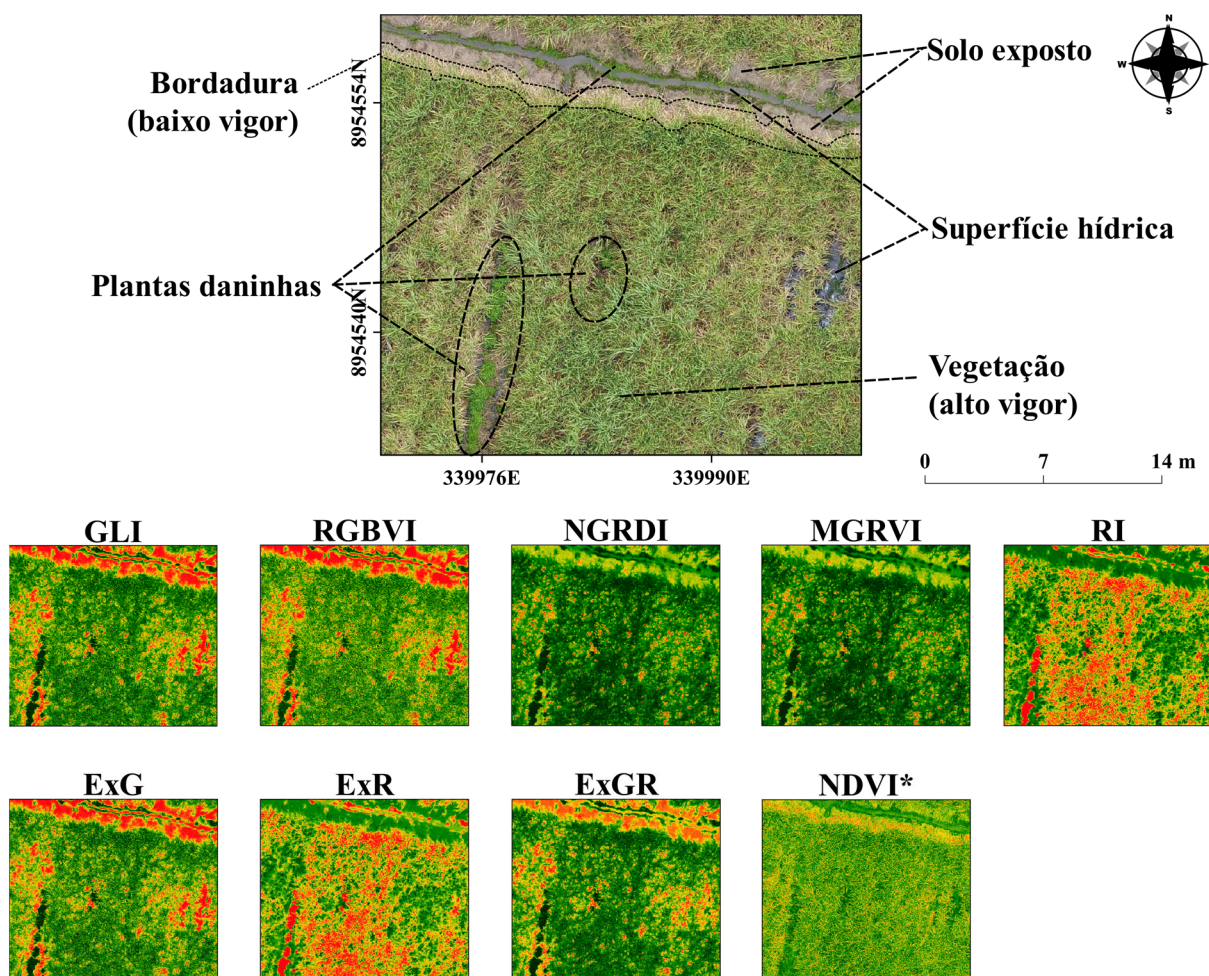 N
W
S
Solo exposto
Bordadura
(baixo vigor)
8954554N
Superfície hídrica
Plantas daninhas
8954540N
Vegetação
(alto vigor)
339976E
339990E
0 7 14 m
GLI
RGBVI
NGRDI
MGRVI
RI
ExG
ExR
ExGR
NDVI*